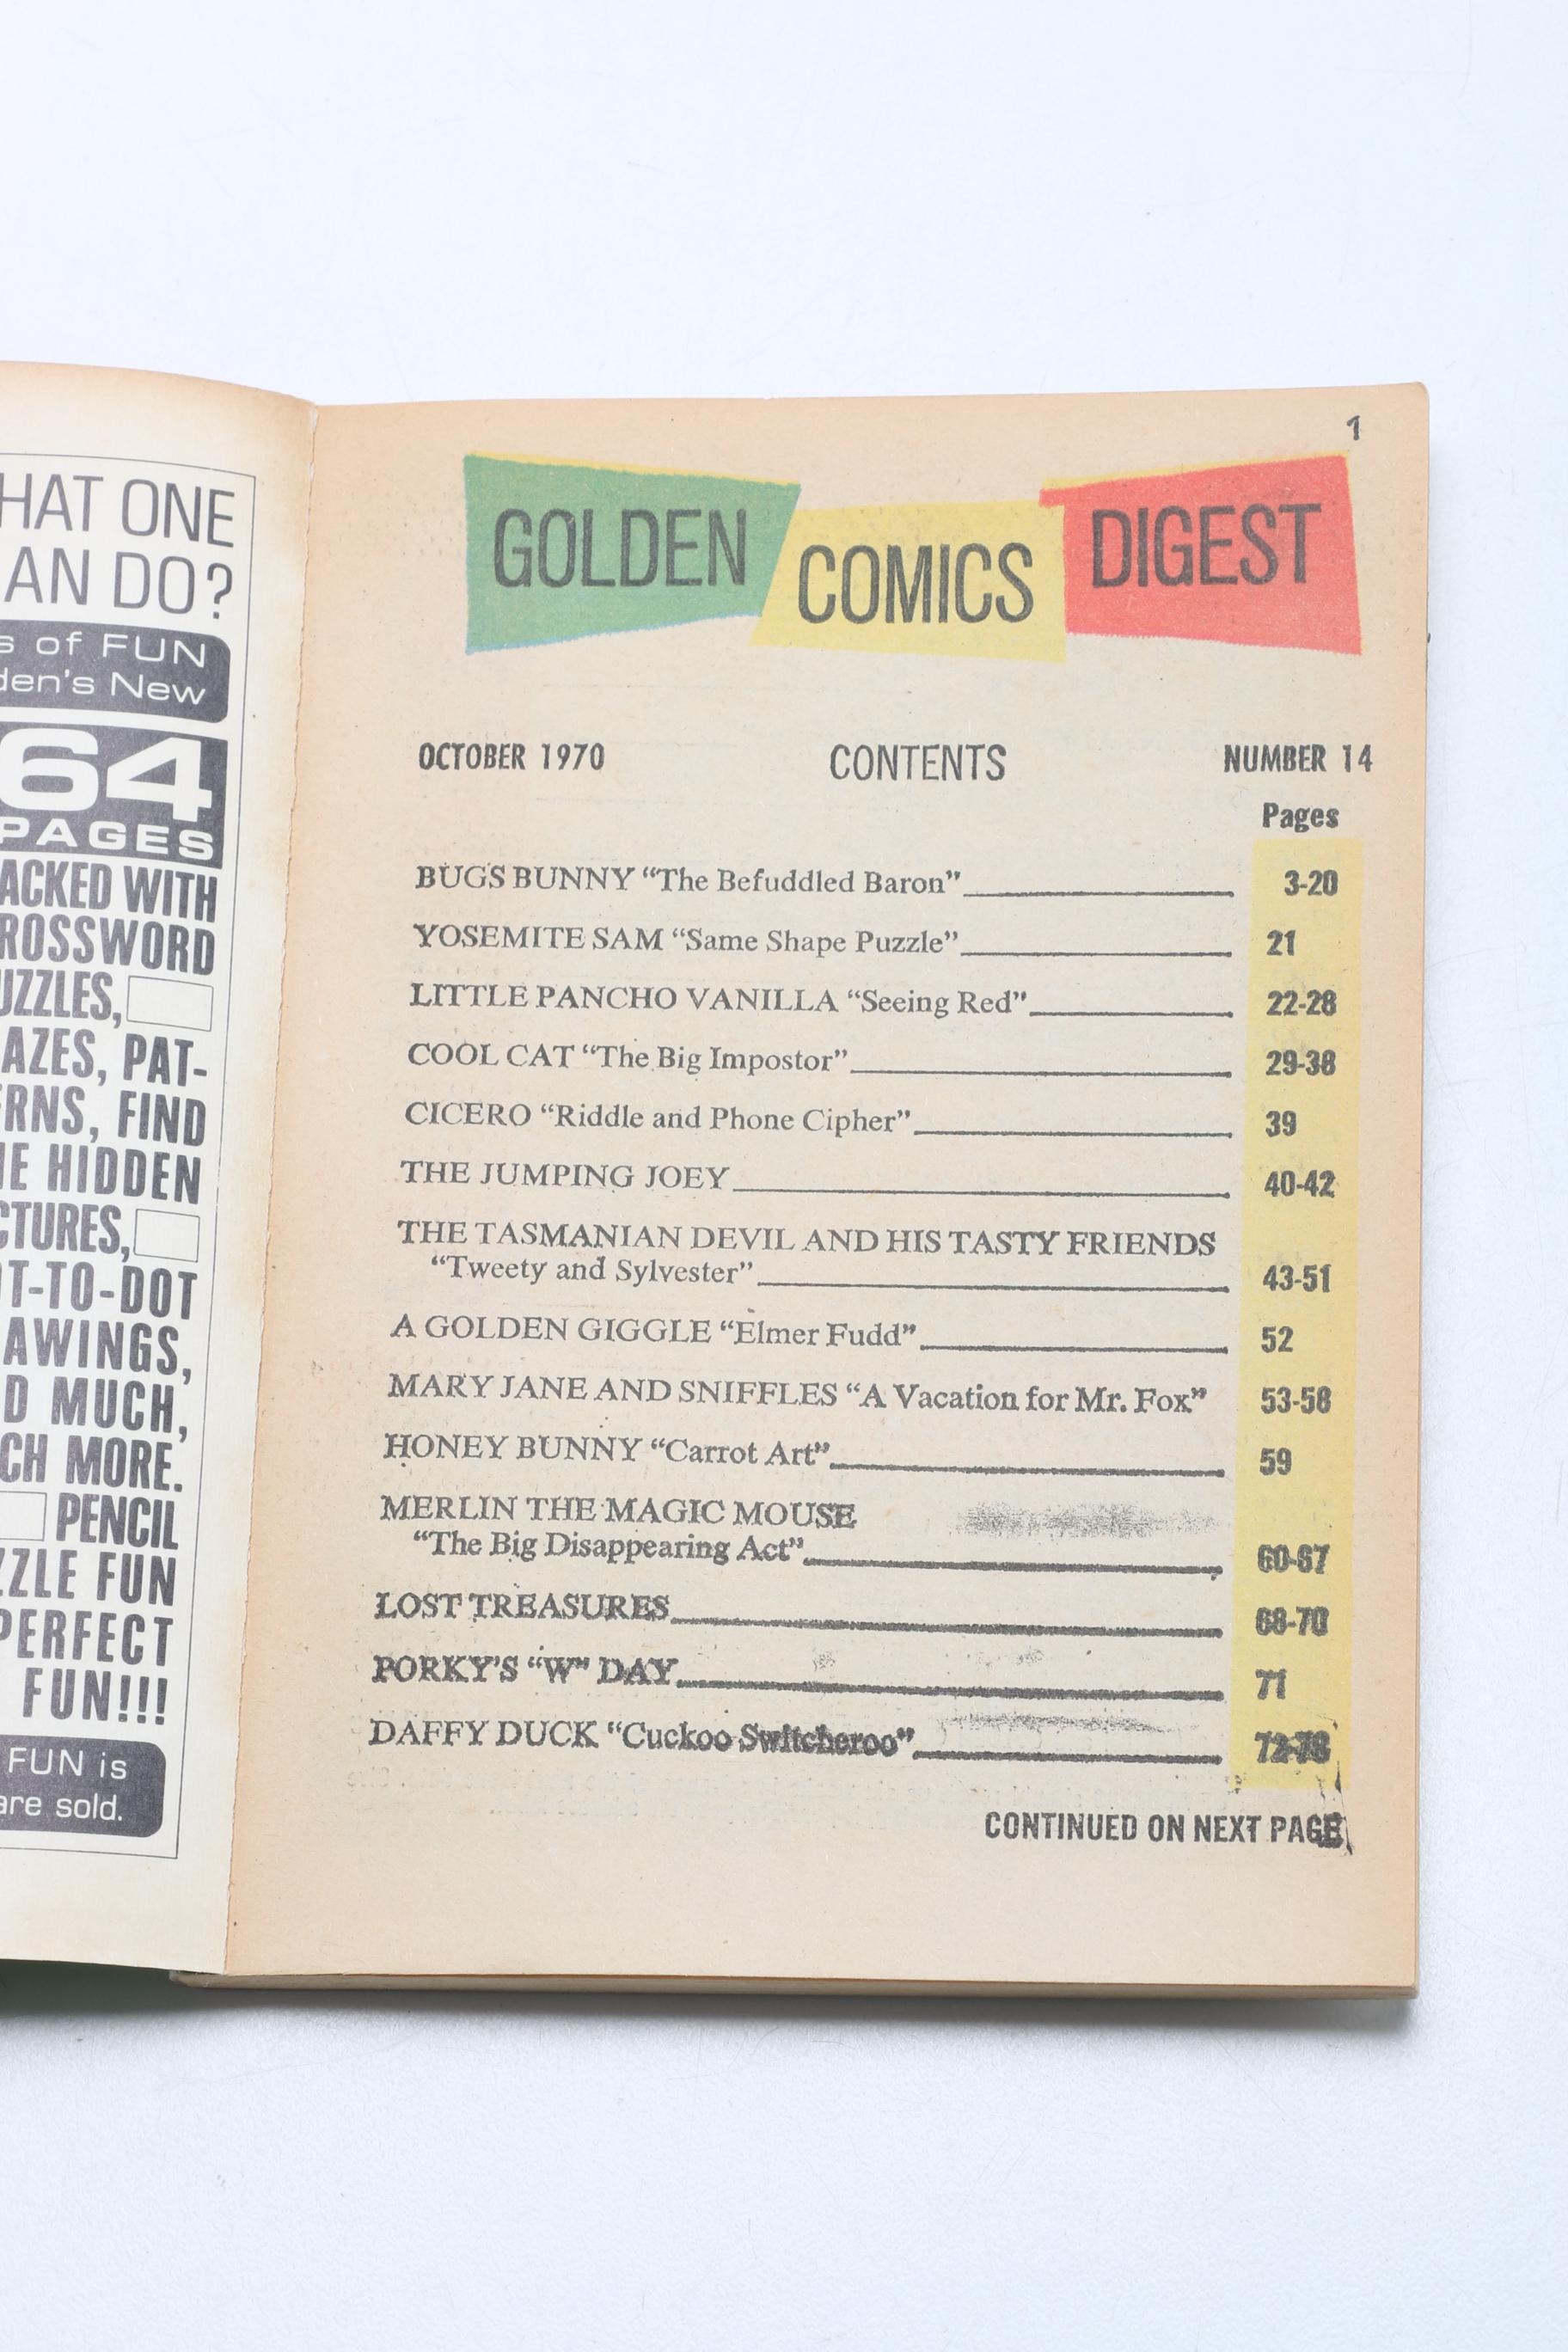 HAT ONE
AN DO?
s of FUN
den's New
64
PAGES
ACKED WITH
ROSSWORD
UZZLES,
AZES, PAT-
ERNS, FIND
HE HIDDEN
CTURES,
OT-TO-DOT
AWINGS,
D MUCH,
CH MORE.
PENCIL
ZZLE FUN
PERFECT
FUN!!!
FUN is
are sold.
1
GOLDEN COMICS DIGEST
OCTOBER 1970 CONTENTS NUMBER 14
Pages
BUGS BUNNY “The Befuddled Baron” 3-20
YOSEMITE SAM “Same Shape Puzzle” 21
LITTLE PANCHO VANILLA “Seeing Red” 22-28
COOL CAT “The Big Impostor” 29-38
CICERO “Riddle and Phone Cipher” 39
THE JUMPING JOEY 40-42
THE TASMANIAN DEVIL AND HIS TASTY FRIENDS
“Tweety and Sylvester” 43-51
A GOLDEN GIGGLE “Elmer Fudd” 52
MARY JANE AND SNIFFLES “A Vacation for Mr. Fox” 53-58
HONEY BUNNY “Carrot Art” 59
MERLIN THE MAGIC MOUSE
“The Big Disappearing Act” 60-67
LOST TREASURES 68-70
PORKY'S “W” DAY 71
DAFFY DUCK “Cuckoo Switcheroo”
CONTINUED ON NEXT PAGE